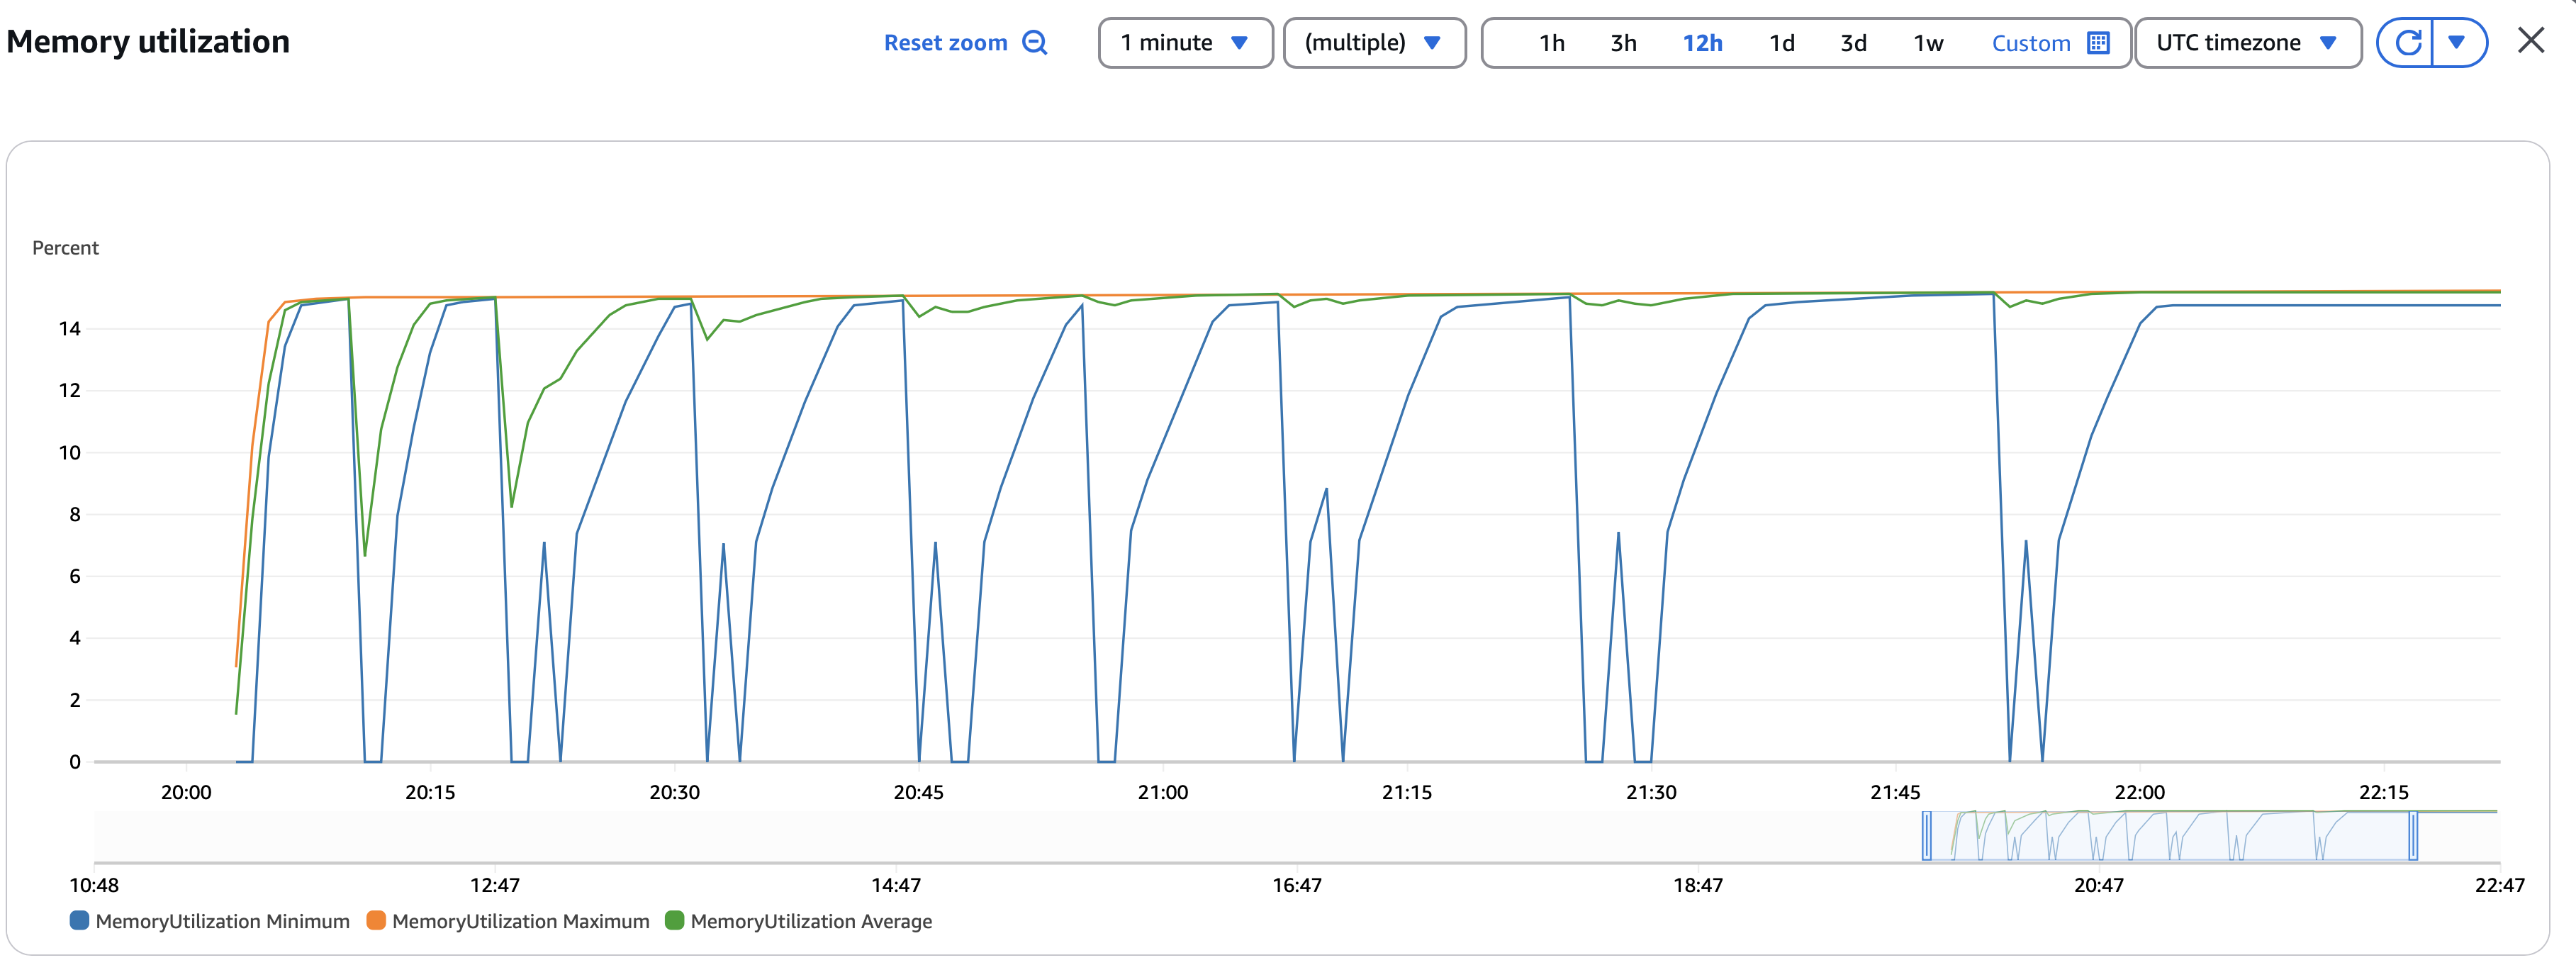 Memory utilization
Reset zoom
1 minute
(multiple)
1h 3h 12h 1d 3d 1w Custom
UTC timezone
Percent
14
12
10
8
6
4
2
0
20:00 20:15 20:30 20:45 21:00 21:15 21:30 21:45 22:00 22:15
10:48 12:47 14:47 16:47 18:47 20:47 22:47
MemoryUtilization Minimum MemoryUtilization Maximum MemoryUtilization Average